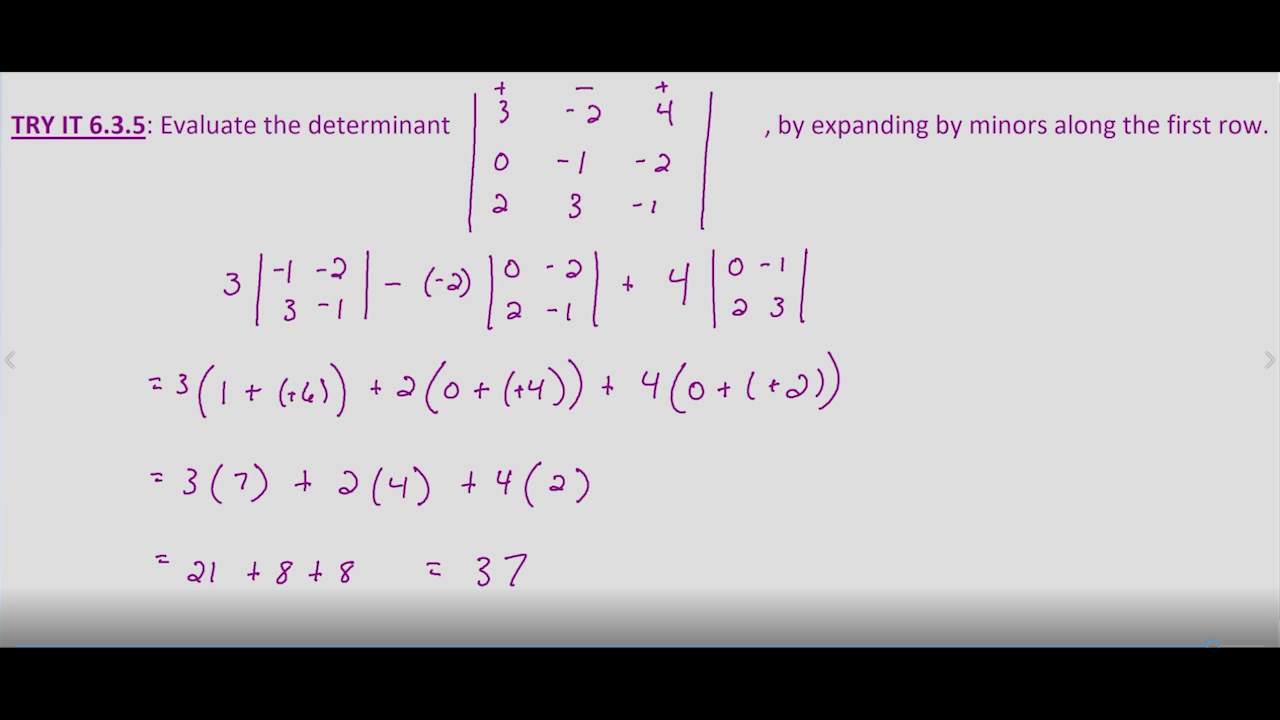 + − +
TRY IT 6.3.5: Evaluate the determinant | 3 -2 4 | , by expanding by minors along the first row.
| 0 -1 -2 |
| 2 3 -1 |
3 | -1 -2 | − (-2) | 0 -2 | + 4 | 0 -1 |
| 3 -1 | | 2 -1 | | 2 3 |
= 3(1 + (+6)) + 2(0 + (+4)) + 4(0 + (+2))
= 3(7) + 2(4) + 4(2)
= 21 + 8 + 8 = 37